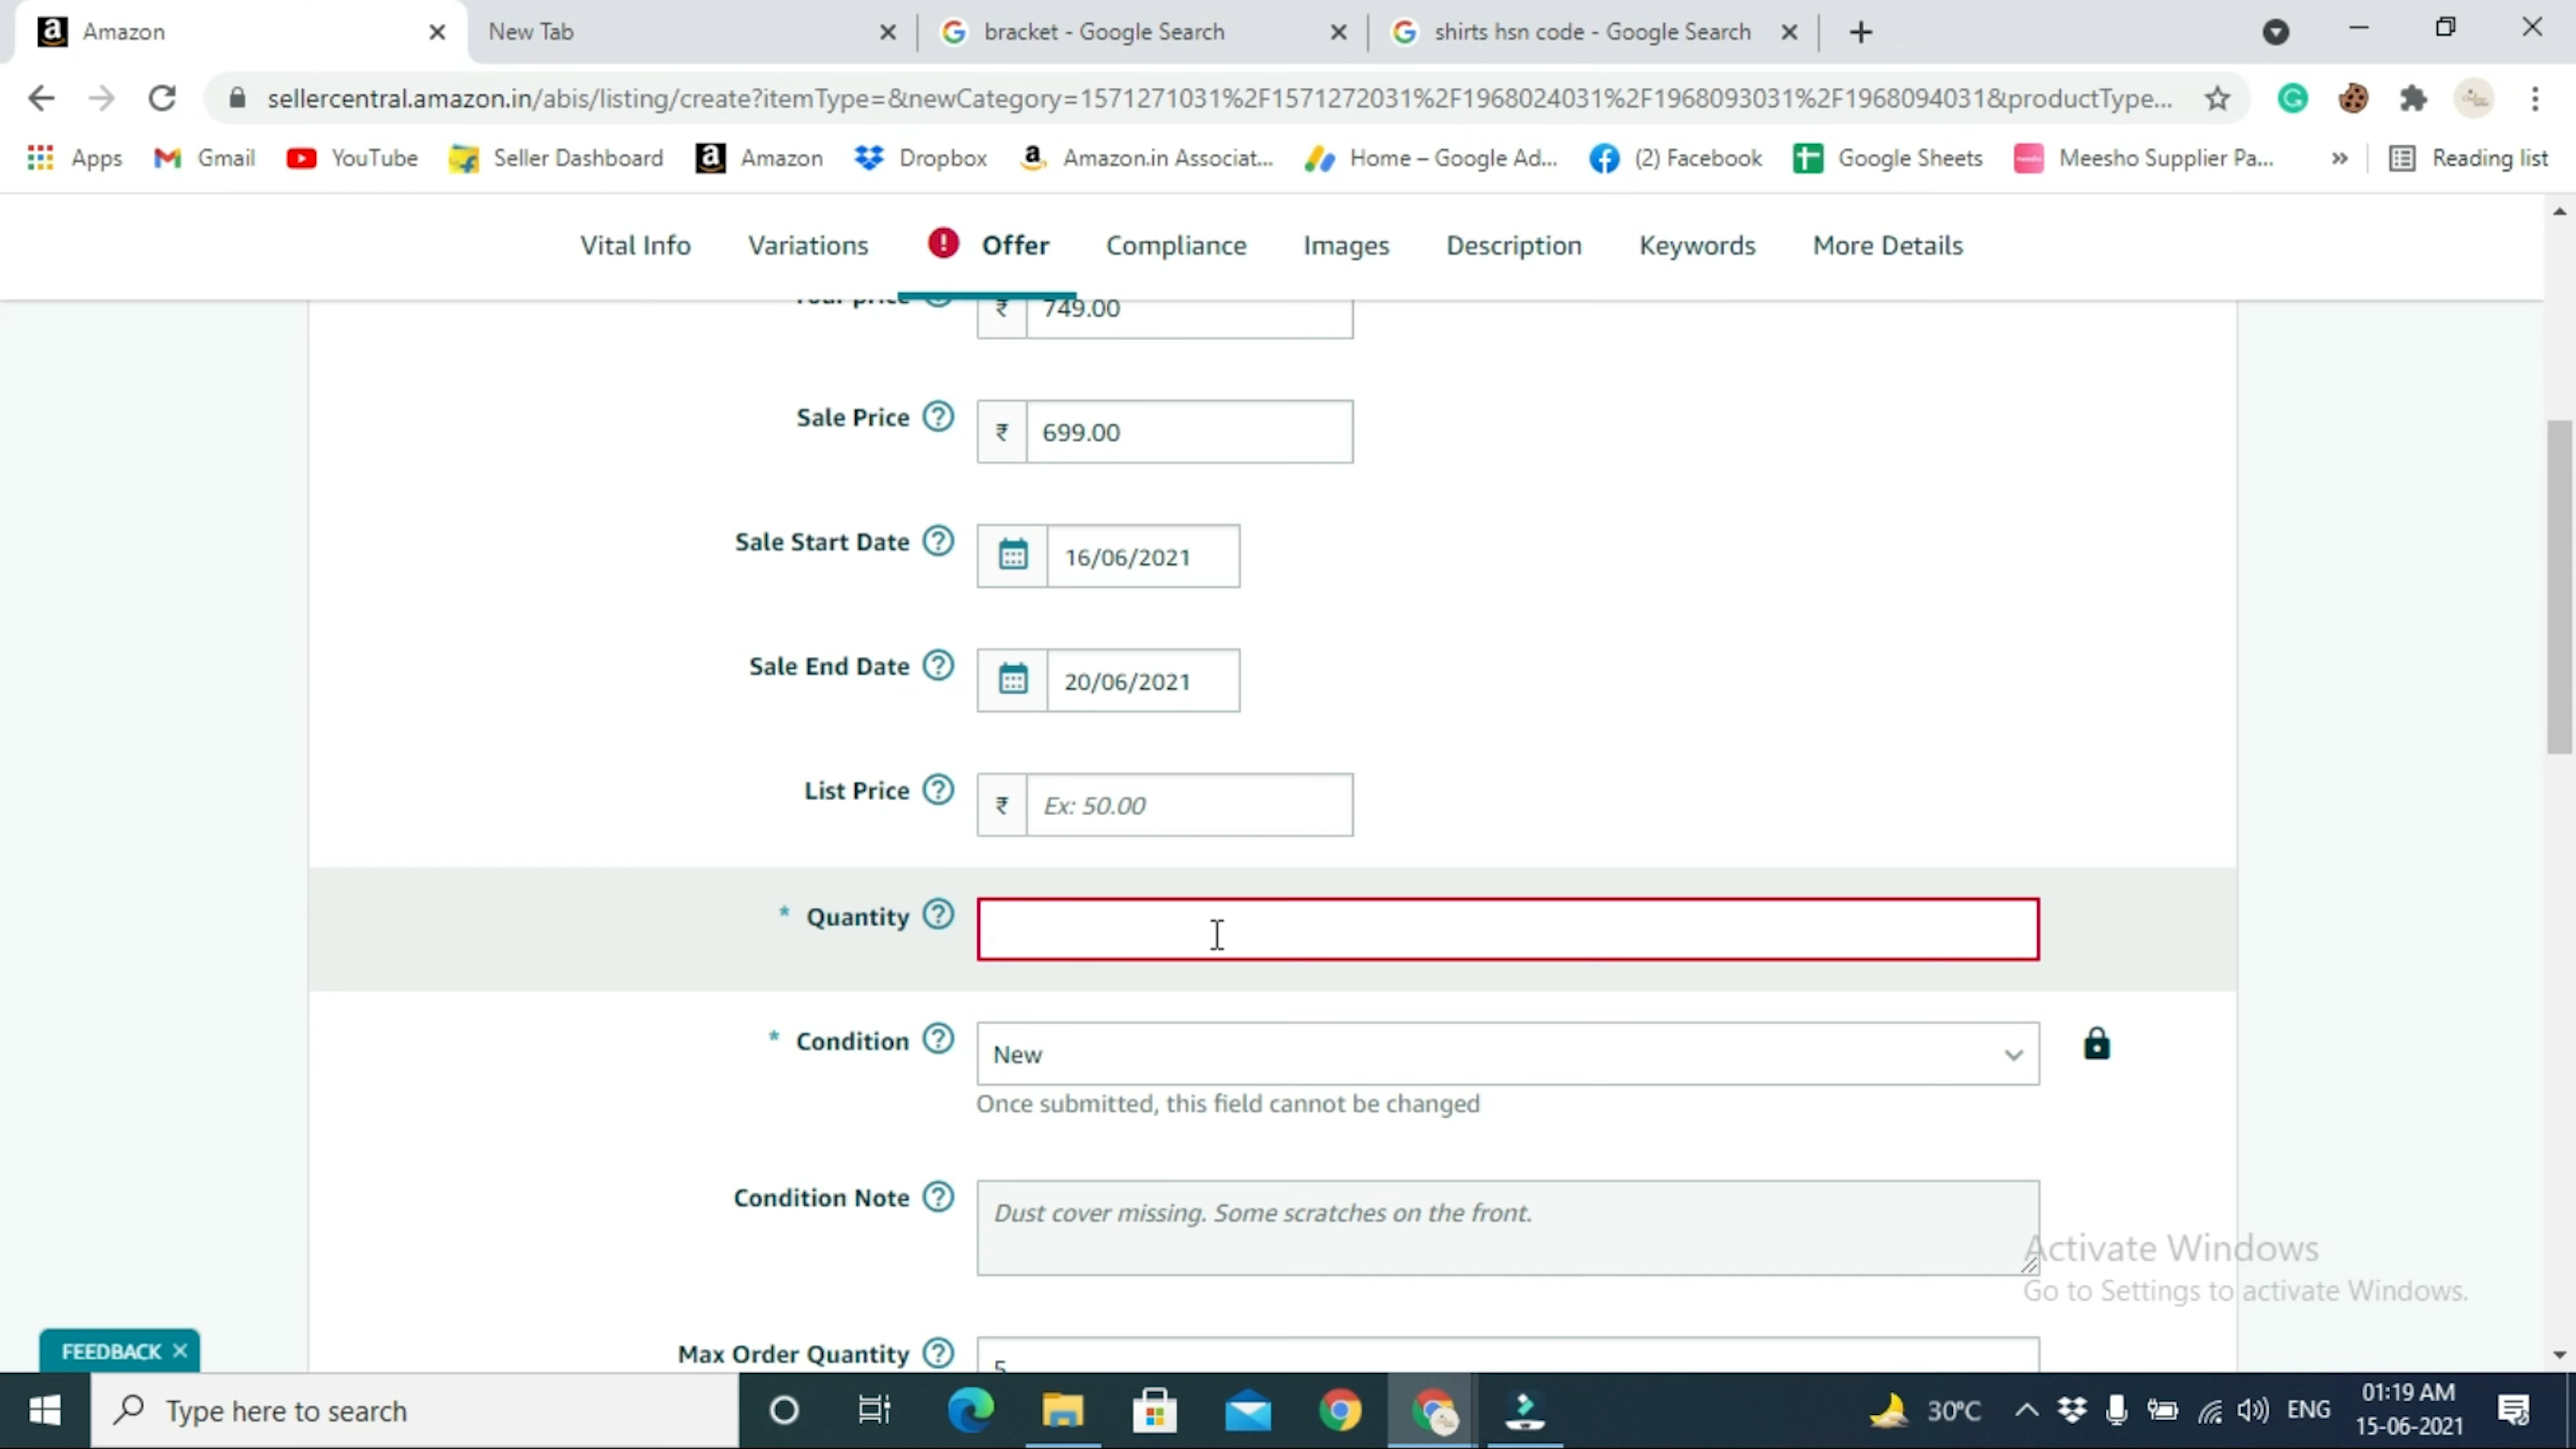 Amazon
New Tab
bracket - Google Search
shirts hsn code - Google Search
sellercentral.amazon.in/abis/listing/create?itemType=&newCategory=1571271031%2F1571272031%2F1968024031%2F1968093031%2F1968094031&productType...
Apps
Gmail
YouTube
Seller Dashboard
Amazon
Dropbox
Amazon.in Associat...
Home – Google Ad...
(2) Facebook
Google Sheets
Meesho Supplier Pa...
»
Reading list
Vital Info
Variations
Offer
Compliance
Images
Description
Keywords
More Details
Your price
₹ 749.00
Sale Price
₹ 699.00
Sale Start Date
16/06/2021
Sale End Date
20/06/2021
List Price
₹ Ex: 50.00
* Quantity
* Condition
New
Once submitted, this field cannot be changed
Condition Note
Dust cover missing. Some scratches on the front.
Activate Windows
Go to Settings to activate Windows.
Max Order Quantity
5
FEEDBACK ×
Type here to search
30°C
ENG
01:19 AM
15-06-2021